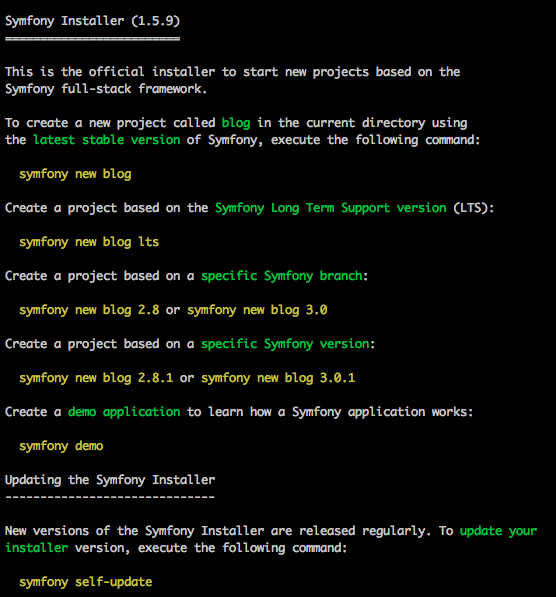 Symfony Installer (1.5.9)
=========================
This is the official installer to start new projects based on the
Symfony full-stack framework.
To create a new project called blog in the current directory using
the latest stable version of Symfony, execute the following command:
symfony new blog
Create a project based on the Symfony Long Term Support version (LTS):
symfony new blog lts
Create a project based on a specific Symfony branch:
symfony new blog 2.8 or symfony new blog 3.0
Create a project based on a specific Symfony version:
symfony new blog 2.8.1 or symfony new blog 3.0.1
Create a demo application to learn how a Symfony application works:
symfony demo
Updating the Symfony Installer
------------------------------
New versions of the Symfony Installer are released regularly. To update your
installer version, execute the following command:
symfony self-update